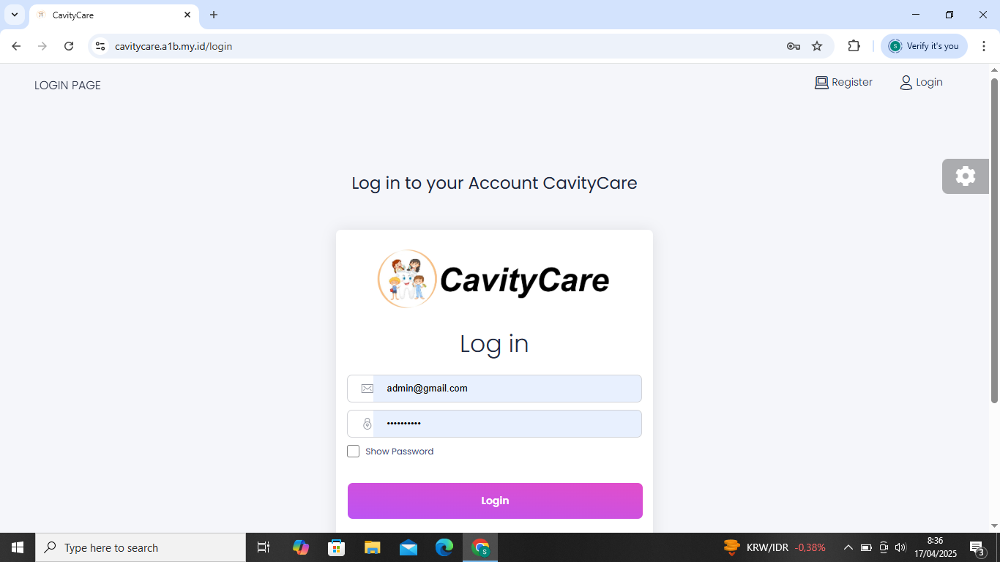 CavityCare
cavitycare.a1b.my.id/login
Verify it's you
LOGIN PAGE
Register
Login
Log in to your Account CavityCare
CavityCare
Log in
admin@gmail.com
••••••••••
Show Password
Login
Type here to search
KRW/IDR -0,38%
8:36
17/04/2025
3